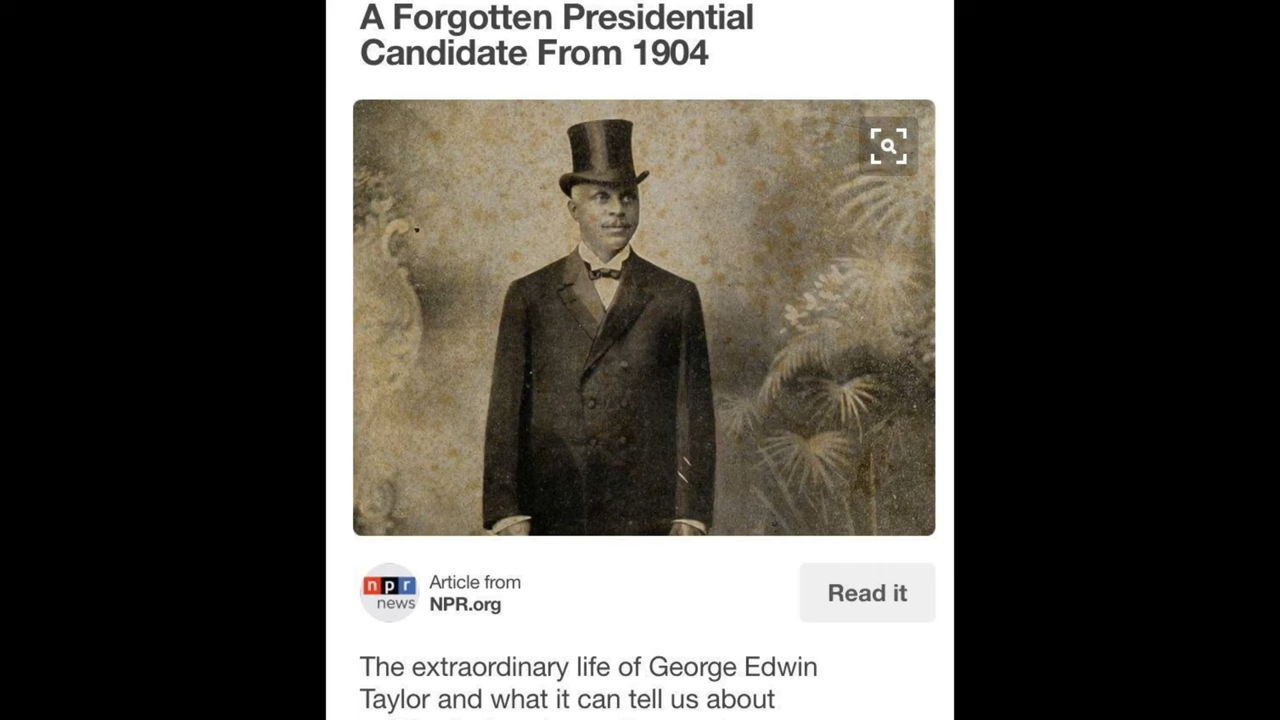 A Forgotten Presidential
Candidate From 1904
npr
news
Article from
NPR.org
Read it
The extraordinary life of George Edwin
Taylor and what it can tell us about